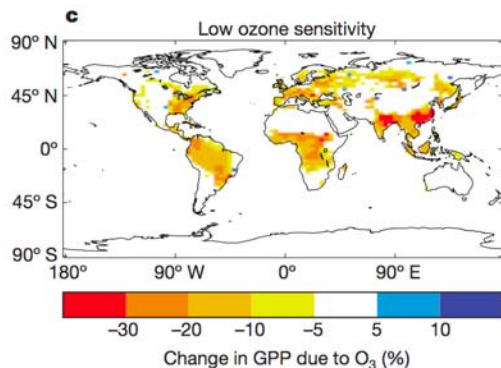 c
Low ozone sensitivity
90° N
45° N
0°
45° S
90° S
180°
90° W
0°
90° E
–30
–20
–10
–5
5
10
Change in GPP due to O₃ (%)